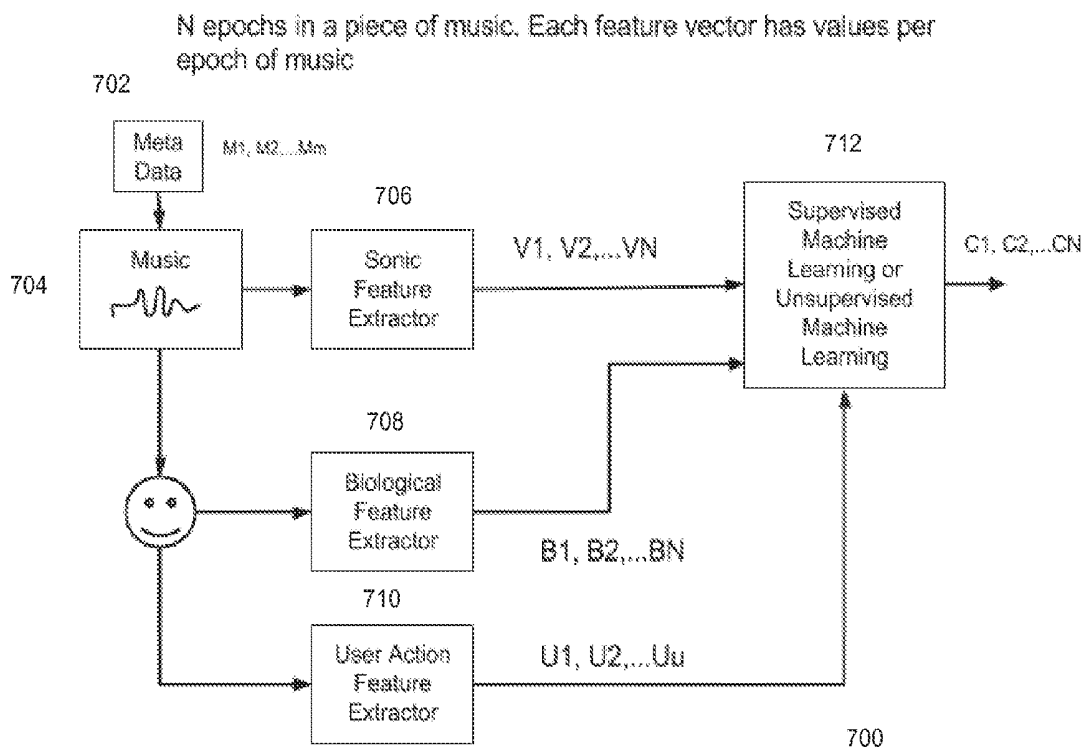 N epochs in a piece of music. Each feature vector has values per
epoch of music
702
Meta
Data
M1, M2,...Mm
704
Music
706
Sonic
Feature
Extractor
V1, V2,...VN
712
Supervised
Machine
Learning or
Unsupervised
Machine
Learning
C1, C2,...CN
708
Biological
Feature
Extractor
B1, B2,...BN
710
User Action
Feature
Extractor
U1, U2,...Uu
700